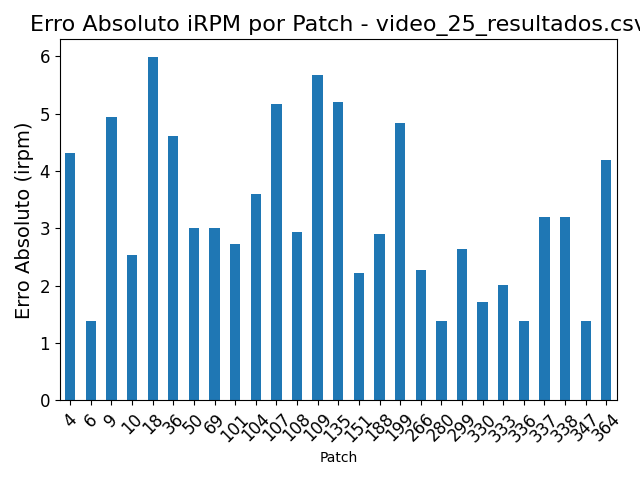 Erro Absoluto iRPM por Patch - video_25_resultados.csv
Erro Absoluto (irpm)
6
5
4
3
2
1
0
4 6 9 10 18 36 50 69 101 104 107 108 109 135 151 188 199 266 280 299 330 333 336 337 338 347 364
Patch